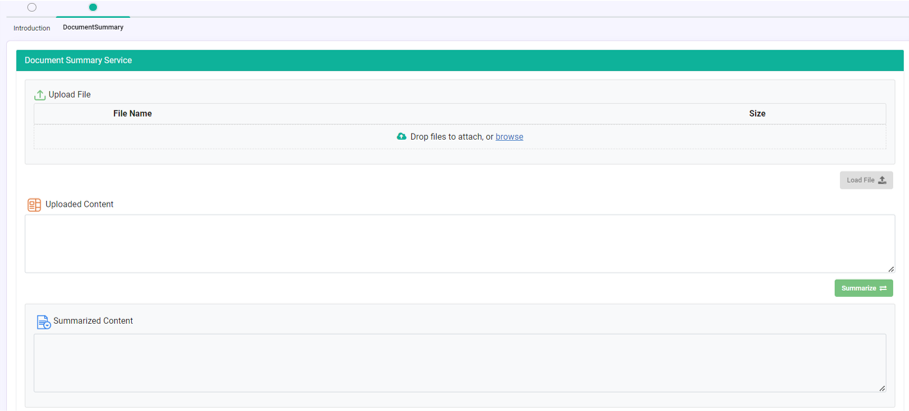 Introduction
DocumentSummary
Document Summary Service
Upload File
File Name Size
Drop files to attach, or browse
Load File
Uploaded Content
Summarize
Summarized Content